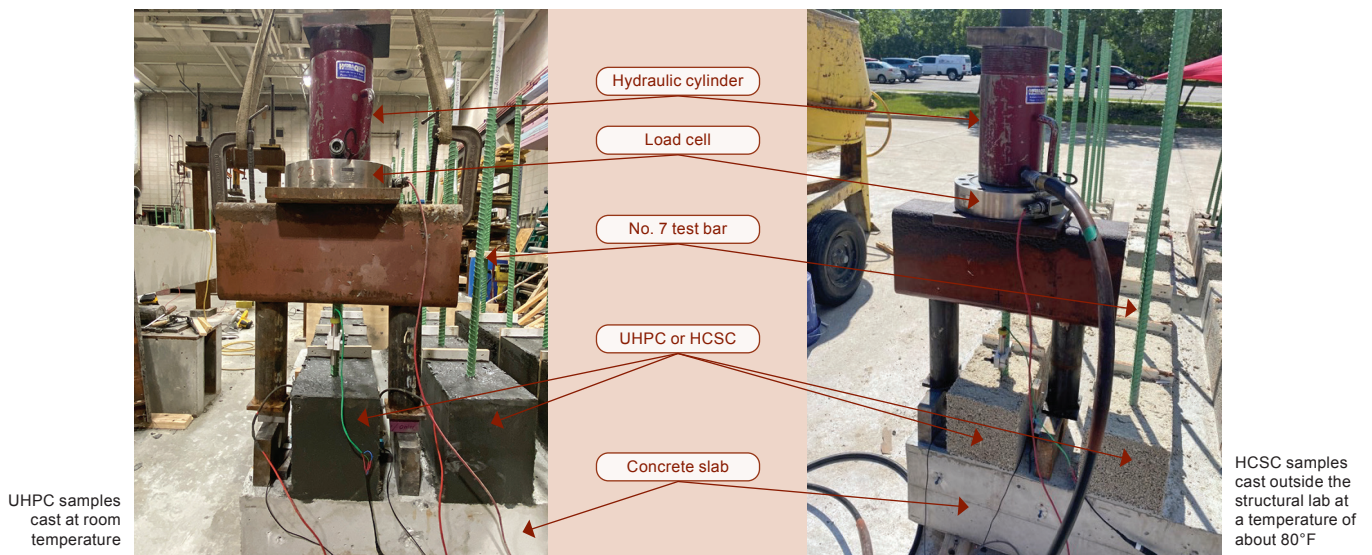 Hydraulic cylinder
Load cell
No. 7 test bar
UHPC or HCSC
Concrete slab
UHPC samples
cast at room
temperature
HCSC samples
cast outside the
structural lab at
a temperature of
about 80°F